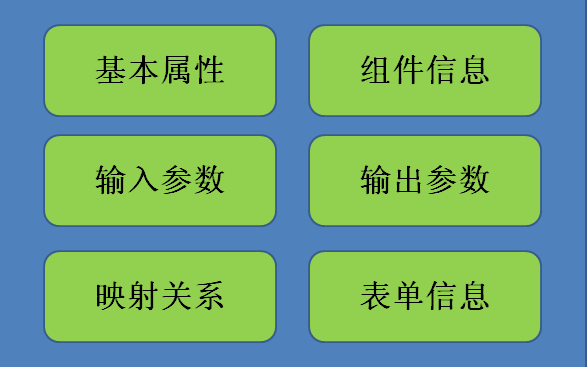 基本属性
组件信息
输入参数
输出参数
映射关系
表单信息